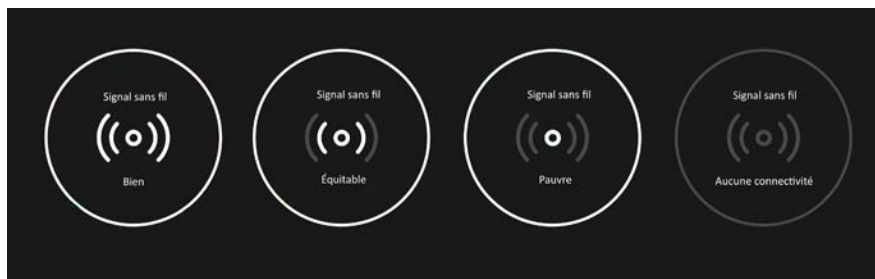 Signal sans fil
Bien
Signal sans fil
Équitable
Signal sans fil
Pauvre
Signal sans fil
Aucune connectivité